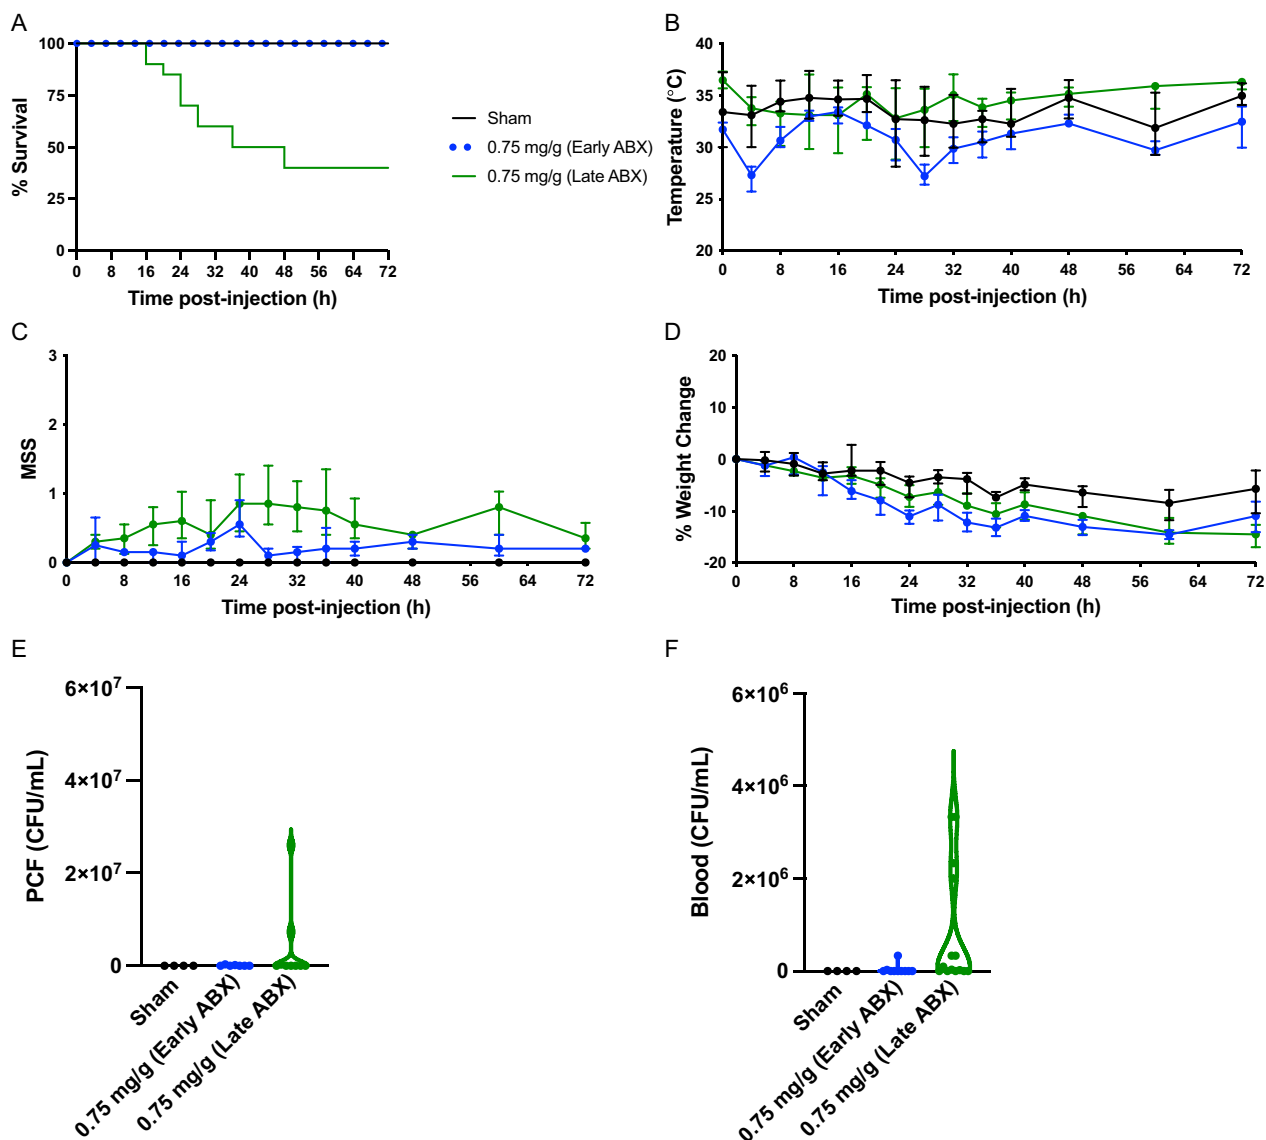 A
% Survival
100
75
50
25
0
0 8 16 24 32 40 48 56 64 72
Time post-injection (h)
Sham
0.75 mg/g (Early ABX)
0.75 mg/g (Late ABX)
B
Temperature (°C)
40
35
30
25
20
0 8 16 24 32 40 48 56 64 72
Time post-injection (h)
C
MSS
3
2
1
0
0 8 16 24 32 40 48 56 64 72
Time post-injection (h)
D
% Weight Change
20
10
0
-10
-20
0 8 16 24 32 40 48 56 64 72
Time post-injection (h)
E
PCF (CFU/mL)
6×10⁷
4×10⁷
2×10⁷
0
Sham
0.75 mg/g (Early ABX)
0.75 mg/g (Late ABX)
F
Blood (CFU/mL)
6×10⁶
4×10⁶
2×10⁶
0
Sham
0.75 mg/g (Early ABX)
0.75 mg/g (Late ABX)